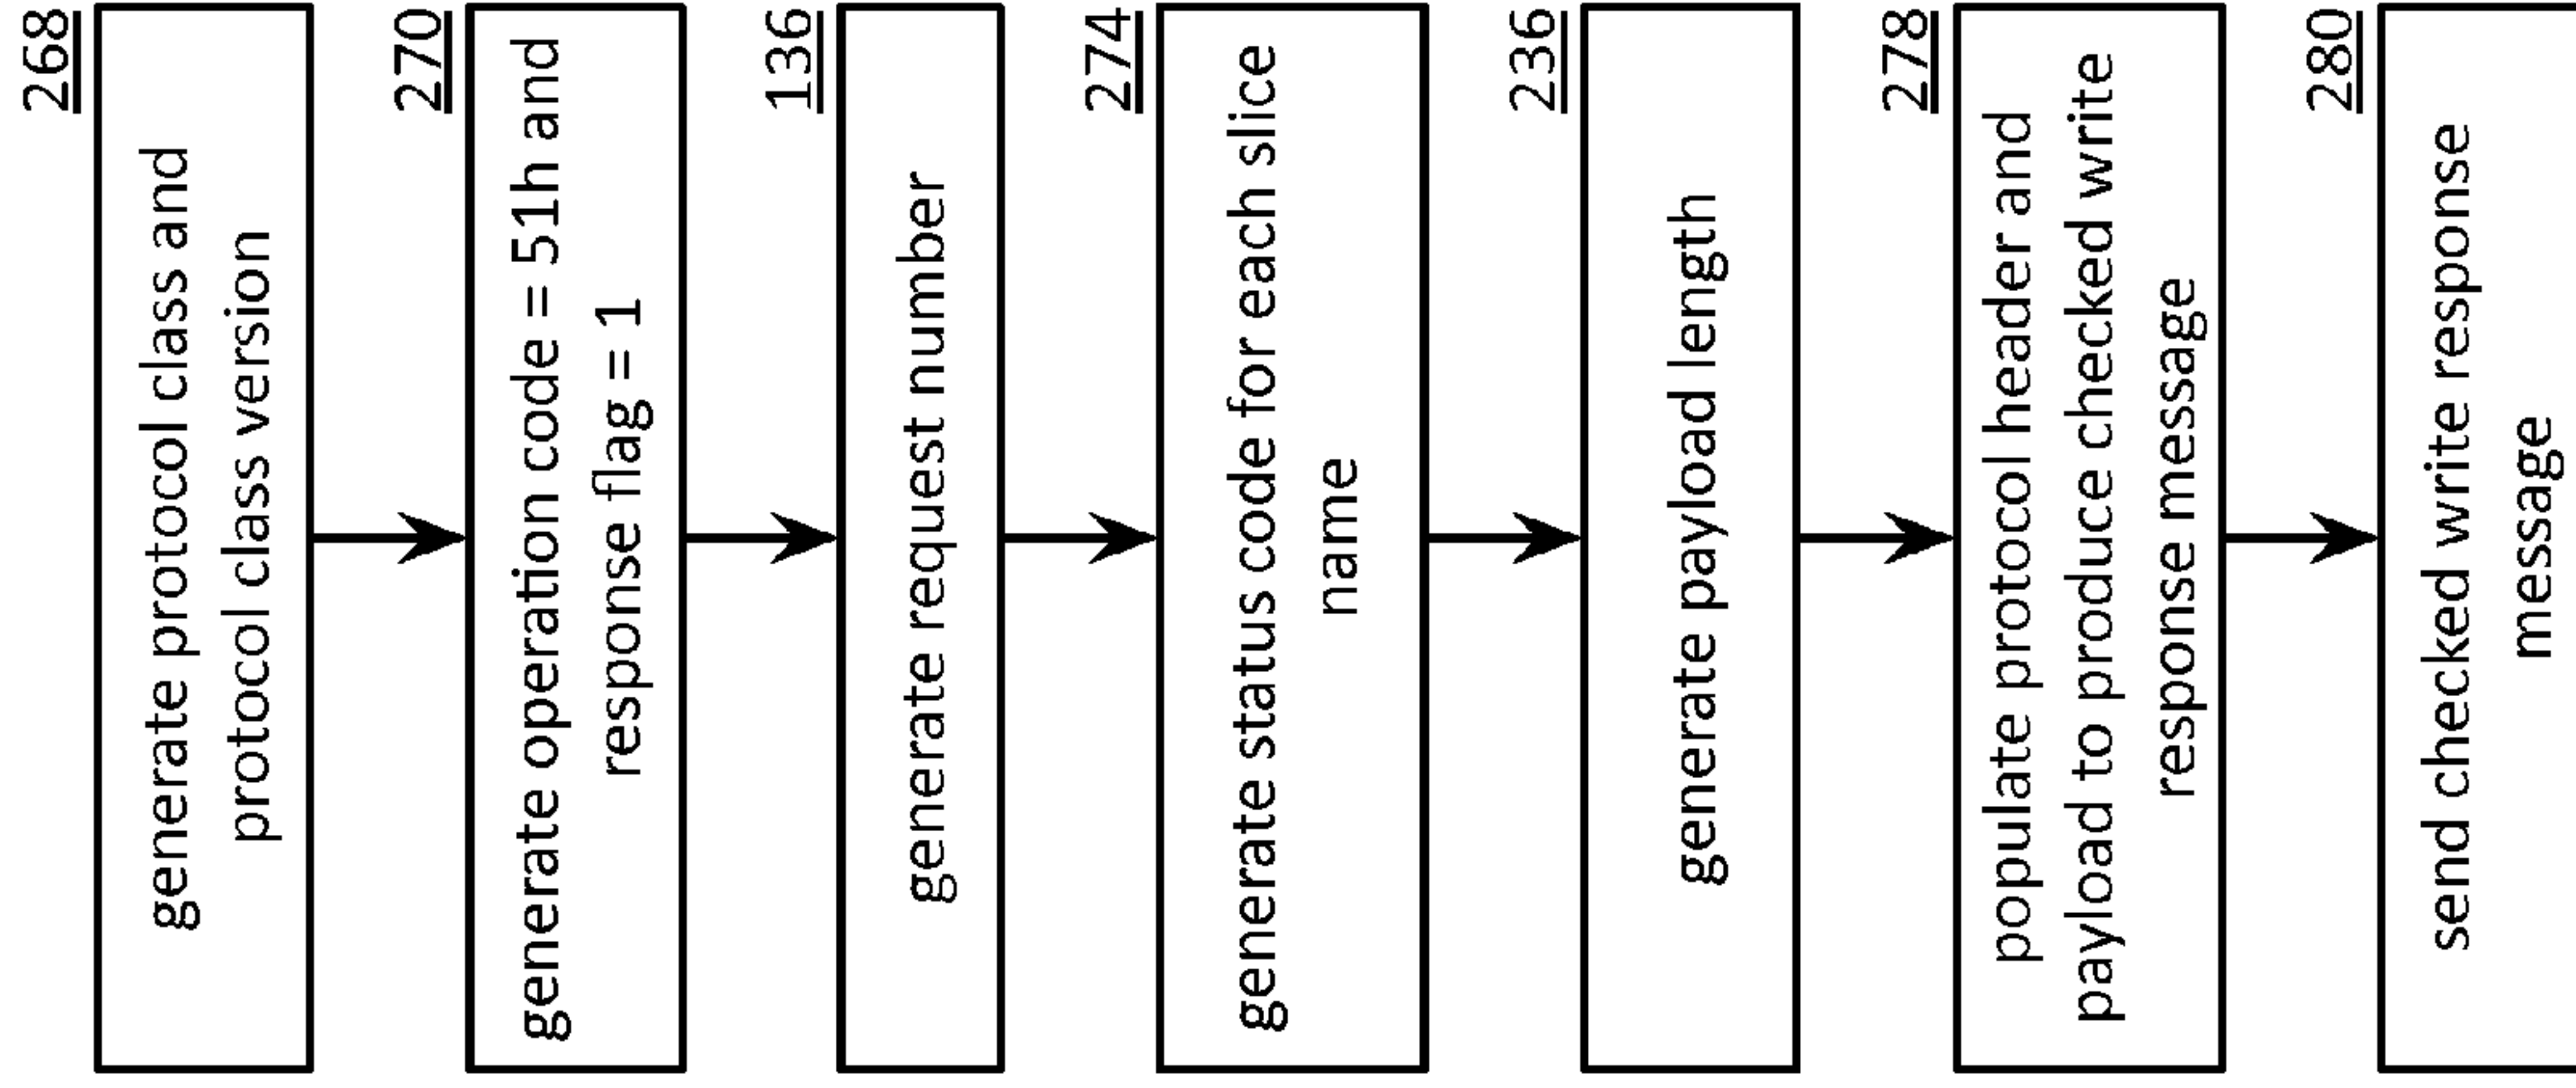 268
generate protocol class and
protocol class version
270
generate operation code = 51h and
response flag = 1
136
generate request number
274
generate status code for each slice
name
236
generate payload length
278
populate protocol header and
payload to produce checked write
response message
280
send checked write response
message